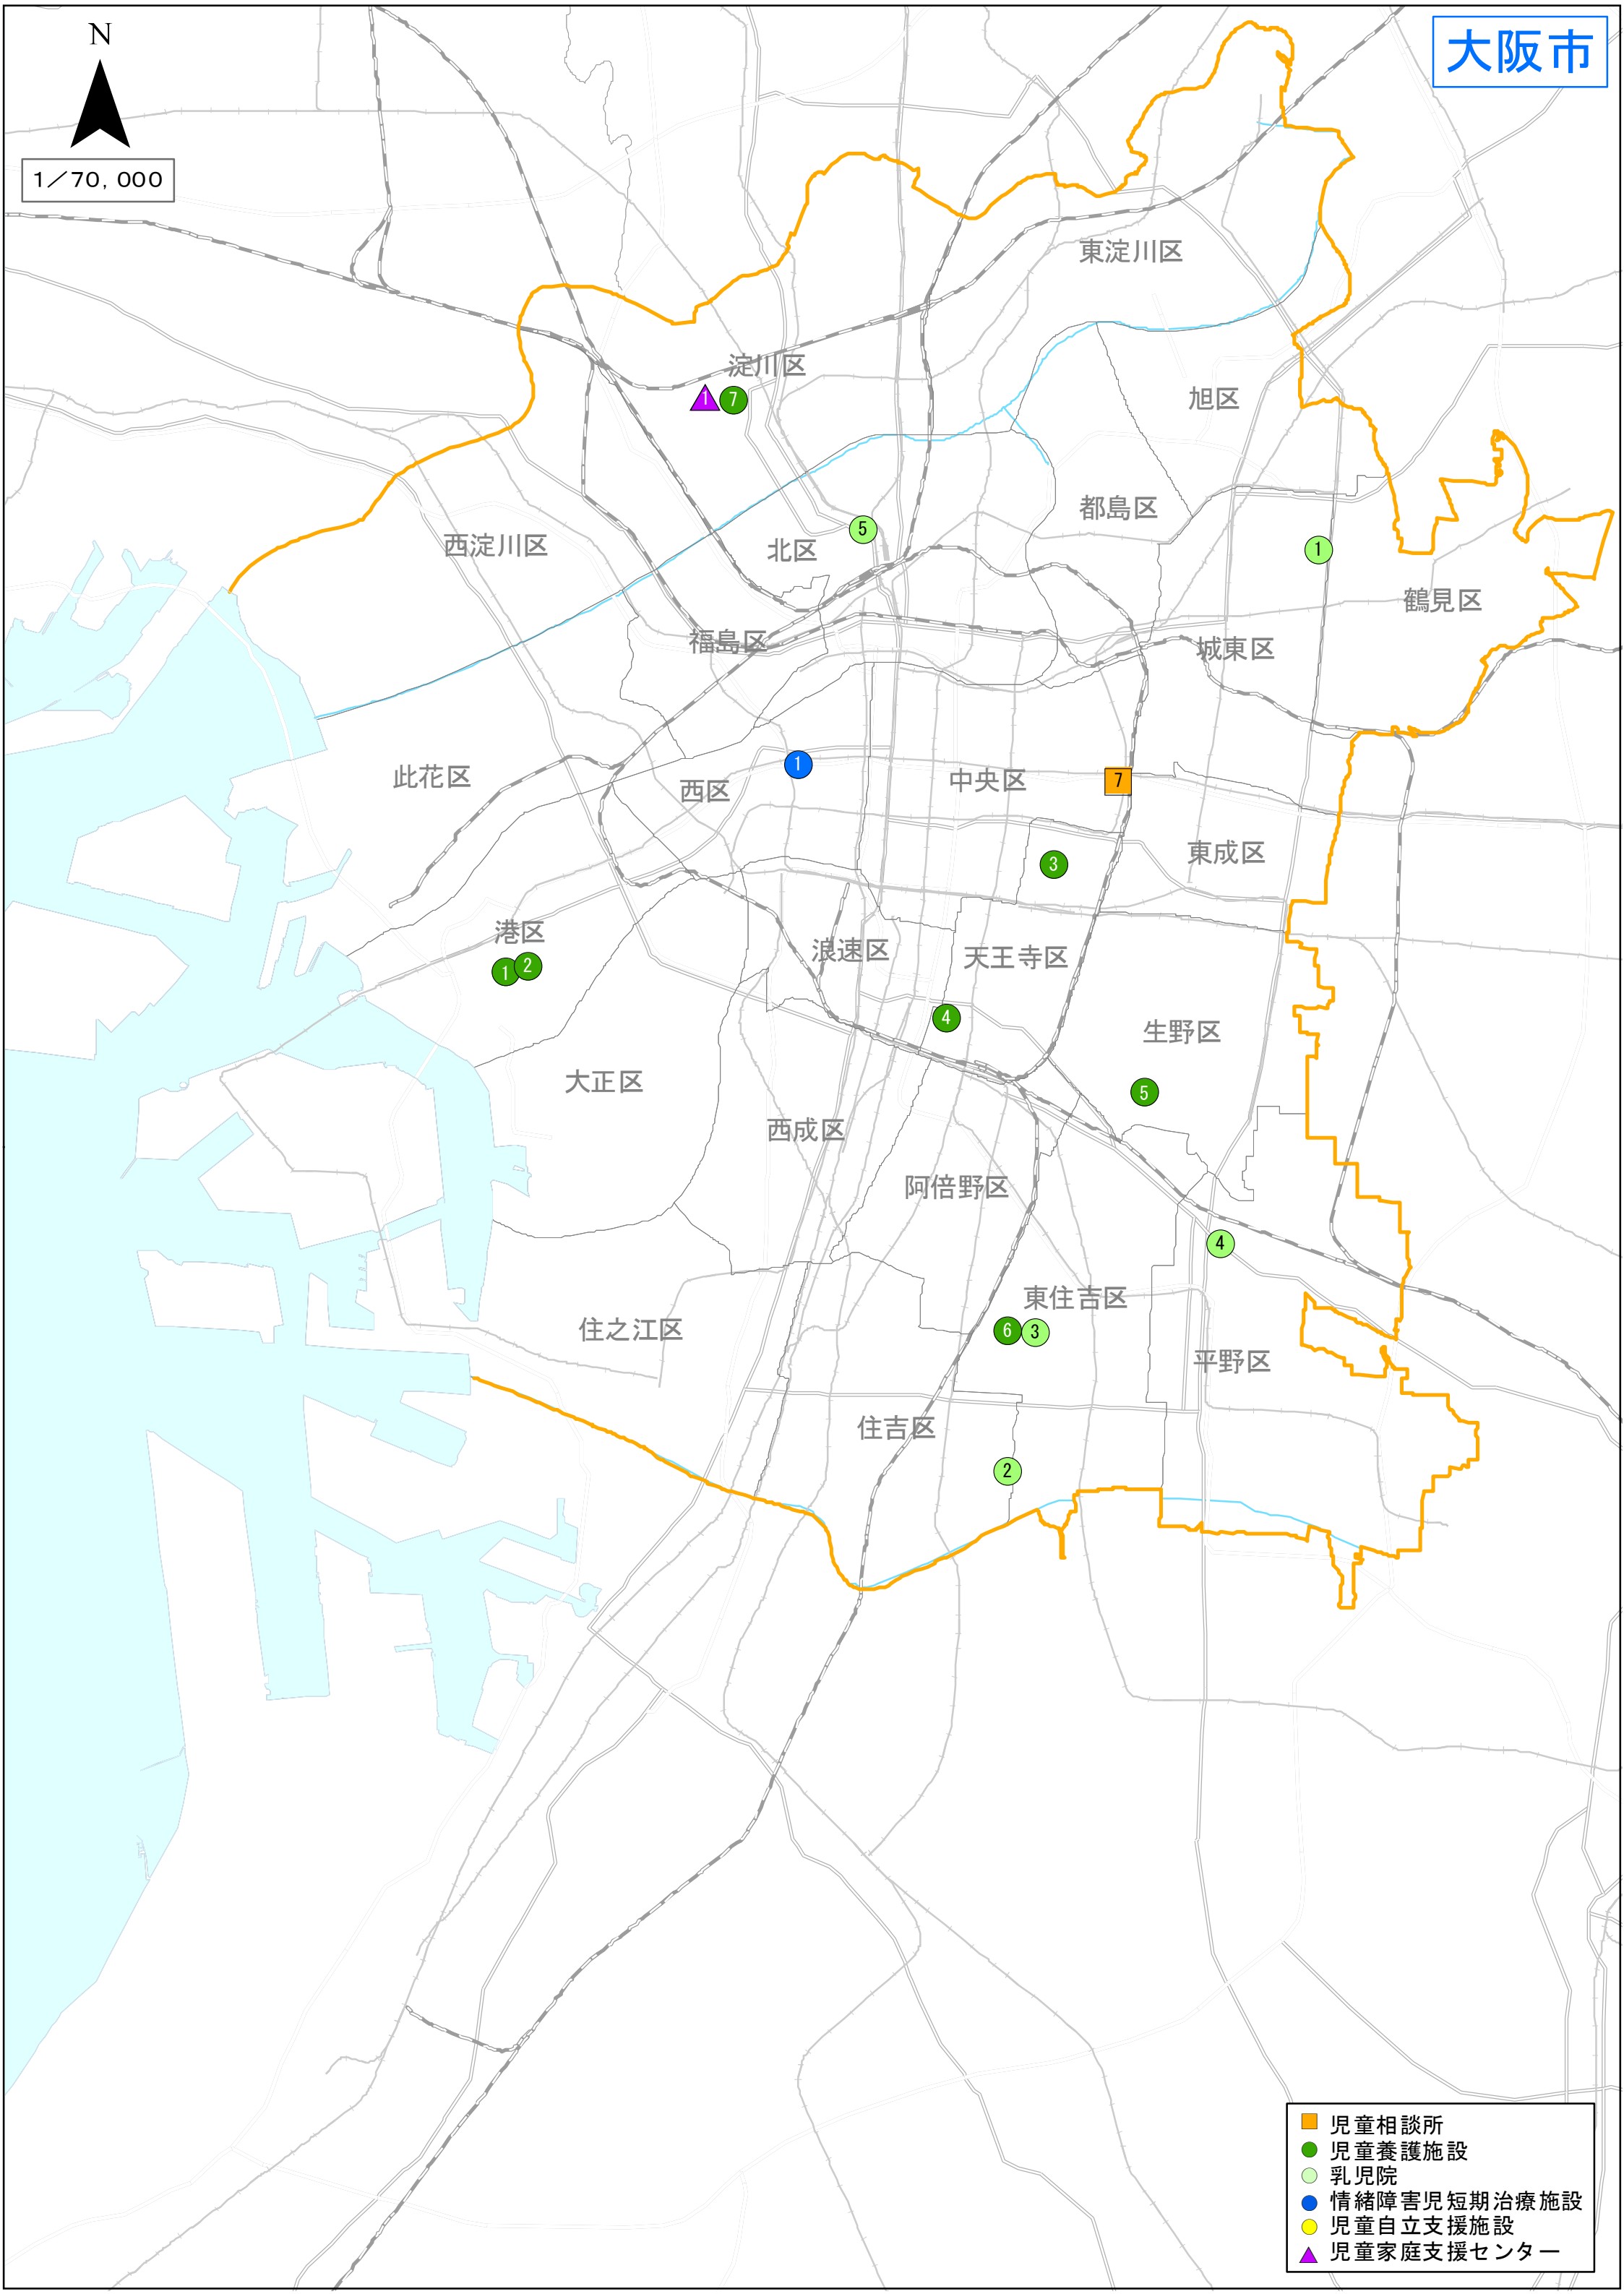 N
大阪市
1／70,000
東淀川区
淀川区
1
7
旭区
都島区
5
西淀川区
北区
1
鶴見区
福島区
城東区
此花区
西区
1
中央区
7
東成区
3
港区
1
2
浪速区
天王寺区
4
生野区
大正区
5
西成区
阿倍野区
4
東住吉区
住之江区
6
3
平野区
住吉区
2
児童相談所
児童養護施設
乳児院
情緒障害児短期治療施設
児童自立支援施設
児童家庭支援センター